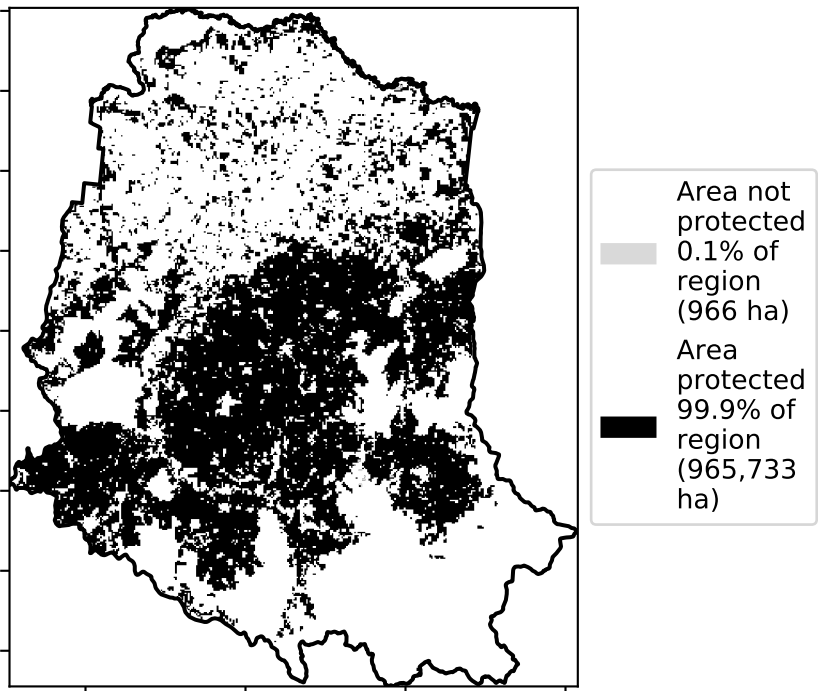 Area not
protected
0.1% of
region
(966 ha)
Area
protected
99.9% of
region
(965,733
ha)